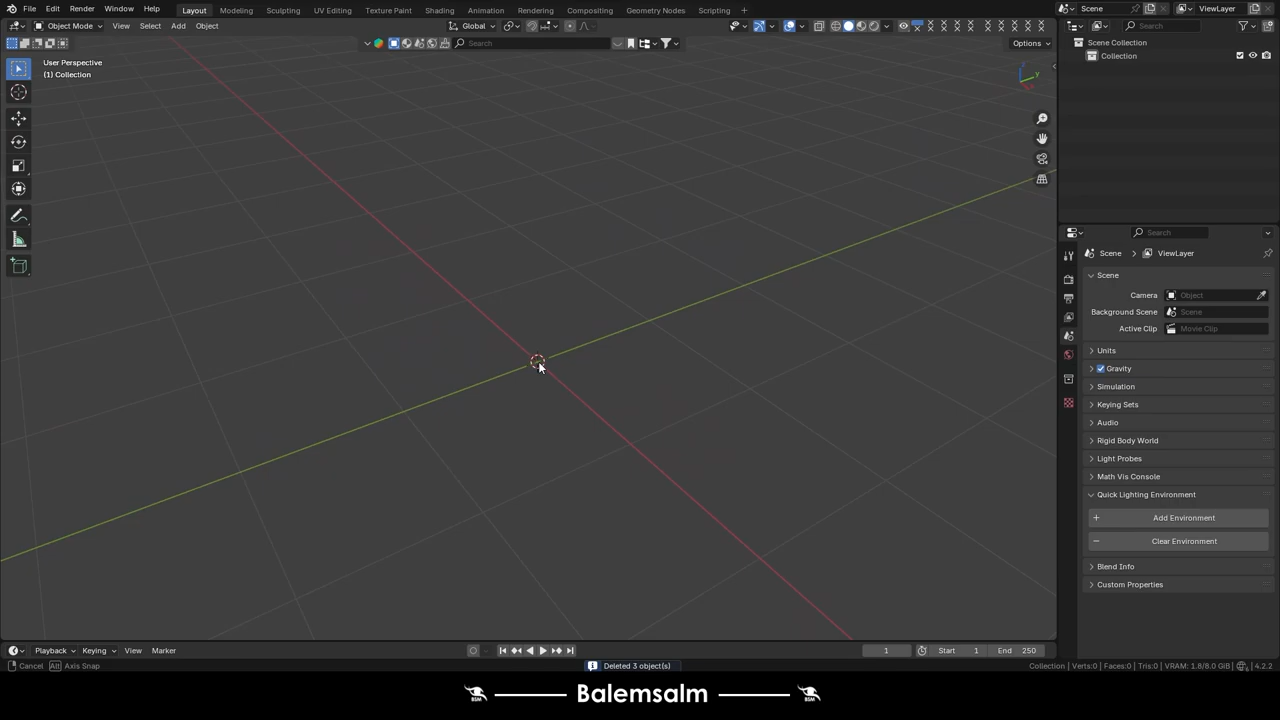 File Edit Render Window Help Layout Modeling Sculpting UV Editing Texture Paint Shading Animation Rendering Compositing Geometry Nodes Scripting Scene ViewLayer
Object Mode View Select Add Object Global Search
Search Options
User Perspective
(1) Collection
Scene Collection
Collection
Search
Scene ViewLayer
Scene
Camera Object
Background Scene Scene
Active Clip Movie Clip
Units
Gravity
Simulation
Keying Sets
Audio
Rigid Body World
Light Probes
Math Vis Console
Quick Lighting Environment
Add Environment
Clear Environment
Blend Info
Custom Properties
Playback Keying View Marker 1 Start 1 End 250
Cancel Alt Axis Snap Deleted 3 object(s) Collection | Verts:0 | Faces:0 | Tris:0 | VRAM: 1.8/8.0 GiB | 4.2.2
Balemsalm